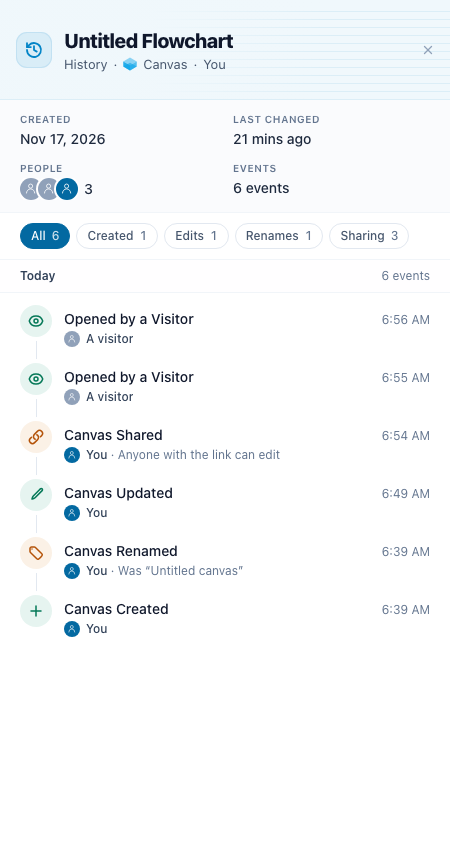 Untitled Flowchart
History · Canvas · You
CREATED
Nov 17, 2026
LAST CHANGED
21 mins ago
PEOPLE
3
EVENTS
6 events
All 6
Created 1
Edits 1
Renames 1
Sharing 3
Today
6 events
Opened by a Visitor
6:56 AM
A visitor
Opened by a Visitor
6:55 AM
A visitor
Canvas Shared
6:54 AM
You · Anyone with the link can edit
Canvas Updated
6:49 AM
You
Canvas Renamed
6:39 AM
You · Was “Untitled canvas”
Canvas Created
6:39 AM
You